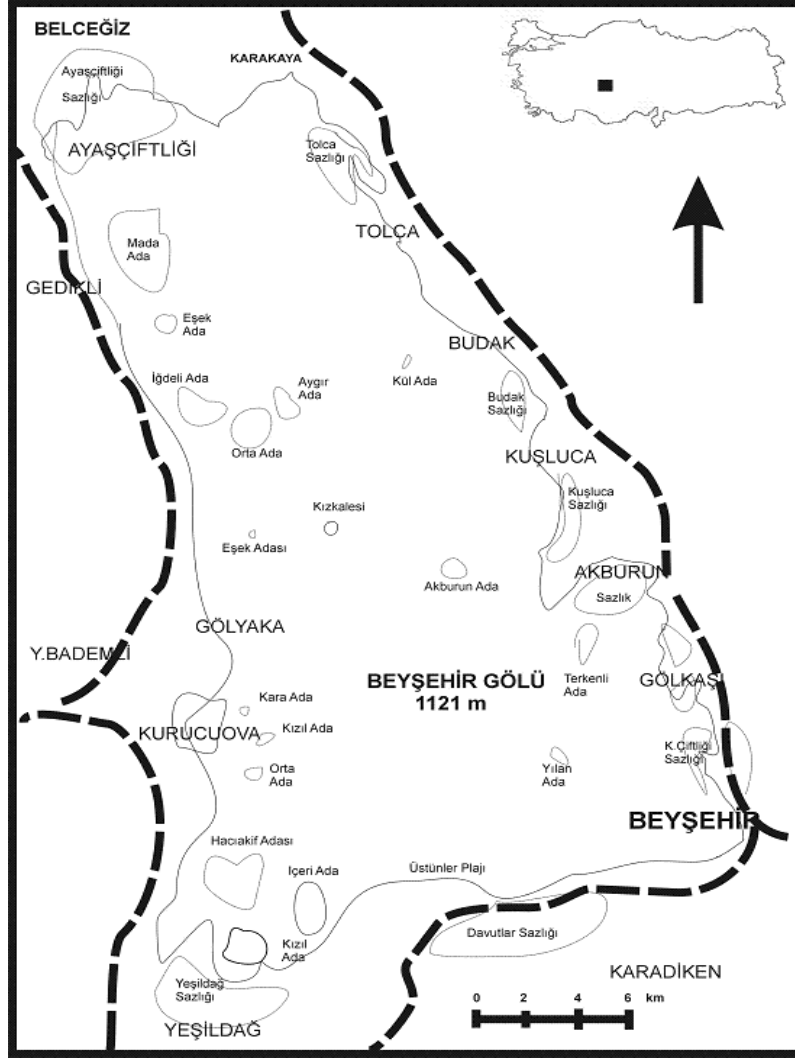 BELCEĞİZ
KARAKAYA
Ayaşçiftliği
Sazlığı
AYAŞÇİFTLİĞİ
Tolca
Sazlığı
TOLCA
Mada
Ada
GEDİKLİ
Eşek
Ada
BUDAK
İğdeli Ada
Aygır
Ada
Kül Ada
Budak
Sazlığı
Orta Ada
KUŞLUCA
Kuşluca
Sazlığı
Kızkalesi
Eşek Adası
Akburun Ada
AKBURUN
Sazlık
GÖLYAKA
Y.BADEMLİ
BEYŞEHİR GÖLÜ
1121 m
Terkenli
Ada
GÖLKAŞI
Kara Ada
KURUCUOVA
Kızıl Ada
K.Çiftliği
Sazlığı
Orta
Ada
Yılan
Ada
BEYŞEHİR
Hacıakif Adası
İçeri Ada
Üstünler Plajı
Kızıl
Ada
Davutlar Sazlığı
Yeşildağ
Sazlığı
KARADİKEN
YEŞİLDAĞ
0 2 4 6 km